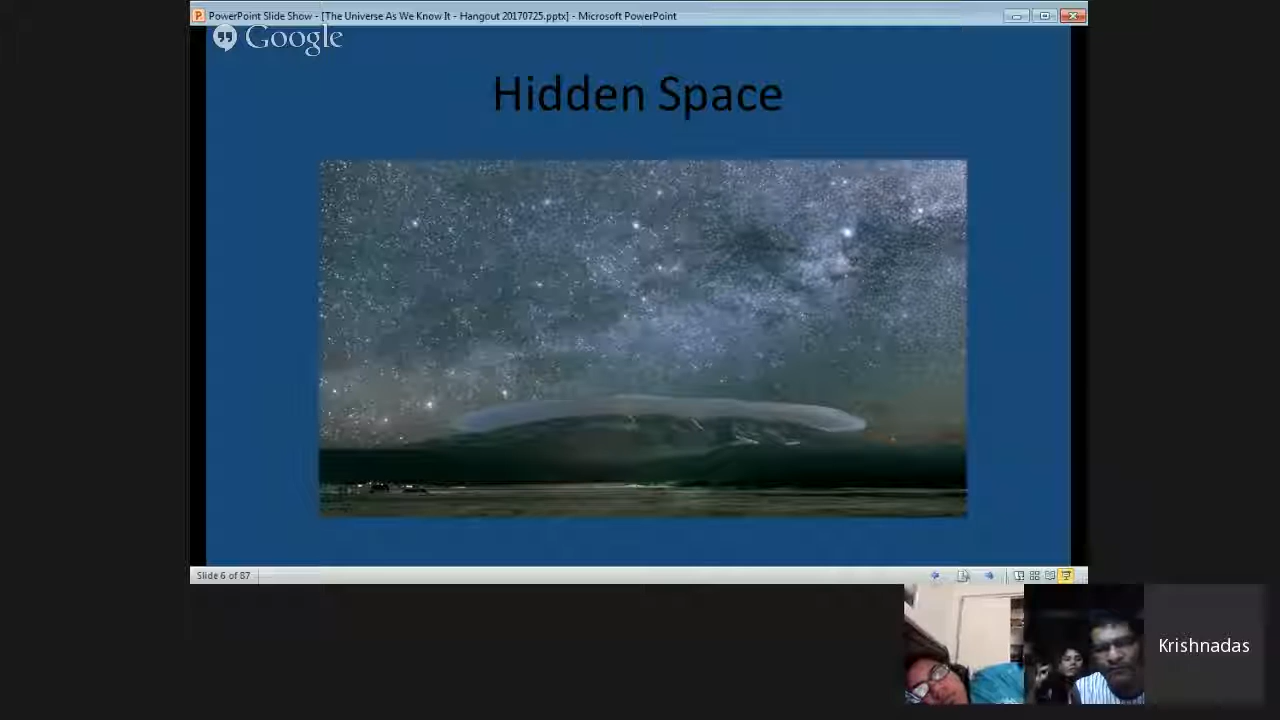 PowerPoint Slide Show - [The Universe As We Know It - Hangout 20170725.pptx] - Microsoft PowerPoint
Google
Hidden Space
Slide 6 of 87
Krishnadas